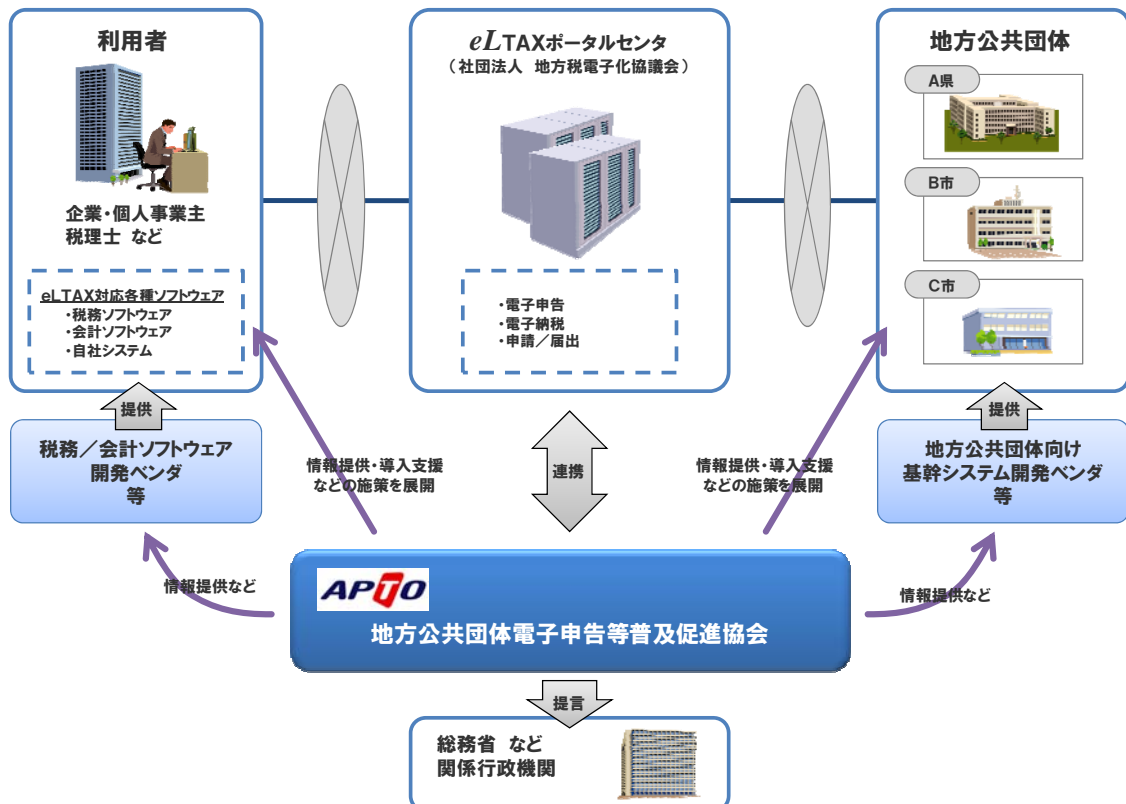 利用者
企業・個人事業主
税理士 など
eLTAX対応各種ソフトウェア
・税務ソフトウェア
・会計ソフトウェア
・自社システム
eLTAXポータルセンタ
（社団法人 地方税電子化協議会）
・電子申告
・電子納税
・申請／届出
地方公共団体
A県
B市
C市
提供
税務／会計ソフトウェア
開発ベンダ
等
情報提供・導入支援
などの施策を展開
連携
情報提供・導入支援
などの施策を展開
提供
地方公共団体向け
基幹システム開発ベンダ
等
情報提供など
情報提供など
APTO
地方公共団体電子申告等普及促進協会
提言
総務省 など
関係行政機関